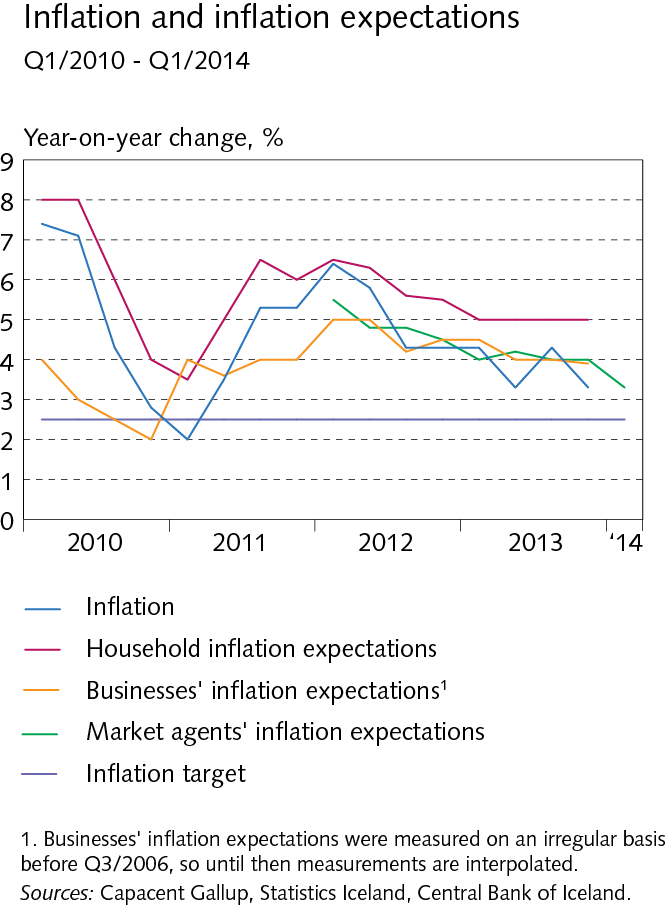 Inflation and inflation expectations
Q1/2010 - Q1/2014
Year-on-year change, %
9
8
7
6
5
4
3
2
1
0
2010 2011 2012 2013 ‘14
Inflation
Household inflation expectations
Businesses' inflation expectations¹
Market agents' inflation expectations
Inflation target
1. Businesses' inflation expectations were measured on an irregular basis
before Q3/2006, so until then measurements are interpolated.
Sources: Capacent Gallup, Statistics Iceland, Central Bank of Iceland.